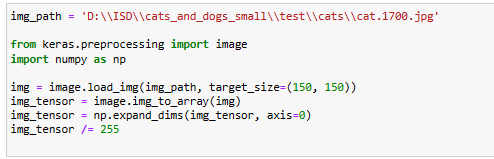 img_path = 'D:\\ISD\\cats_and_dogs_small\\test\\cats\\cat.1700.jpg'
from keras.preprocessing import image
import numpy as np
img = image.load_img(img_path, target_size=(150, 150))
img_tensor = image.img_to_array(img)
img_tensor = np.expand_dims(img_tensor, axis=0)
img_tensor /= 255